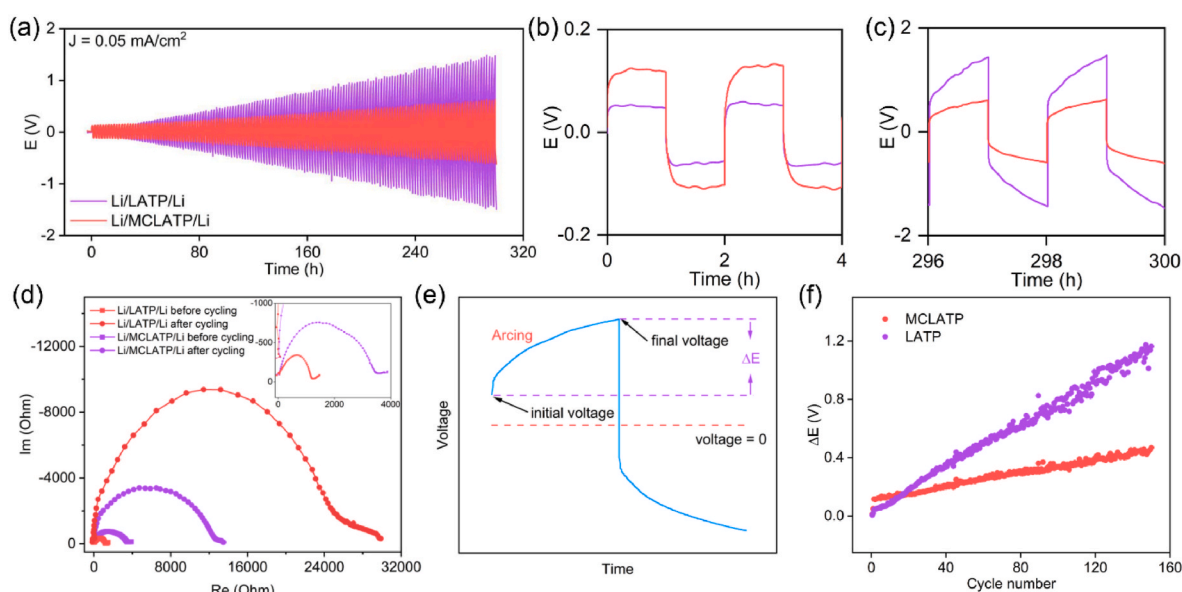 (a)
J = 0.05 mA/cm²
2
1
0
-1
-2
E (V)
Li/LATP/Li
Li/MCLATP/Li
0
80
160
240
320
Time (h)
(b)
0.2
0.0
-0.2
E (V)
0
2
4
Time (h)
(c)
2
0
-2
E (V)
296
298
300
Time (h)
(d)
Li/LATP/Li before cycling
Li/LATP/Li after cycling
Li/MCLATP/Li before cycling
Li/MCLATP/Li after cycling
-12000
-8000
-4000
0
Im (Ohm)
-1000
-500
0
0
2000
4000
0
8000
16000
24000
32000
Re (Ohm)
(e)
Arcing
final voltage
ΔE
initial voltage
voltage = 0
Voltage
Time
(f)
MCLATP
LATP
1.2
0.8
0.4
0.0
ΔE (V)
0
40
80
120
160
Cycle number